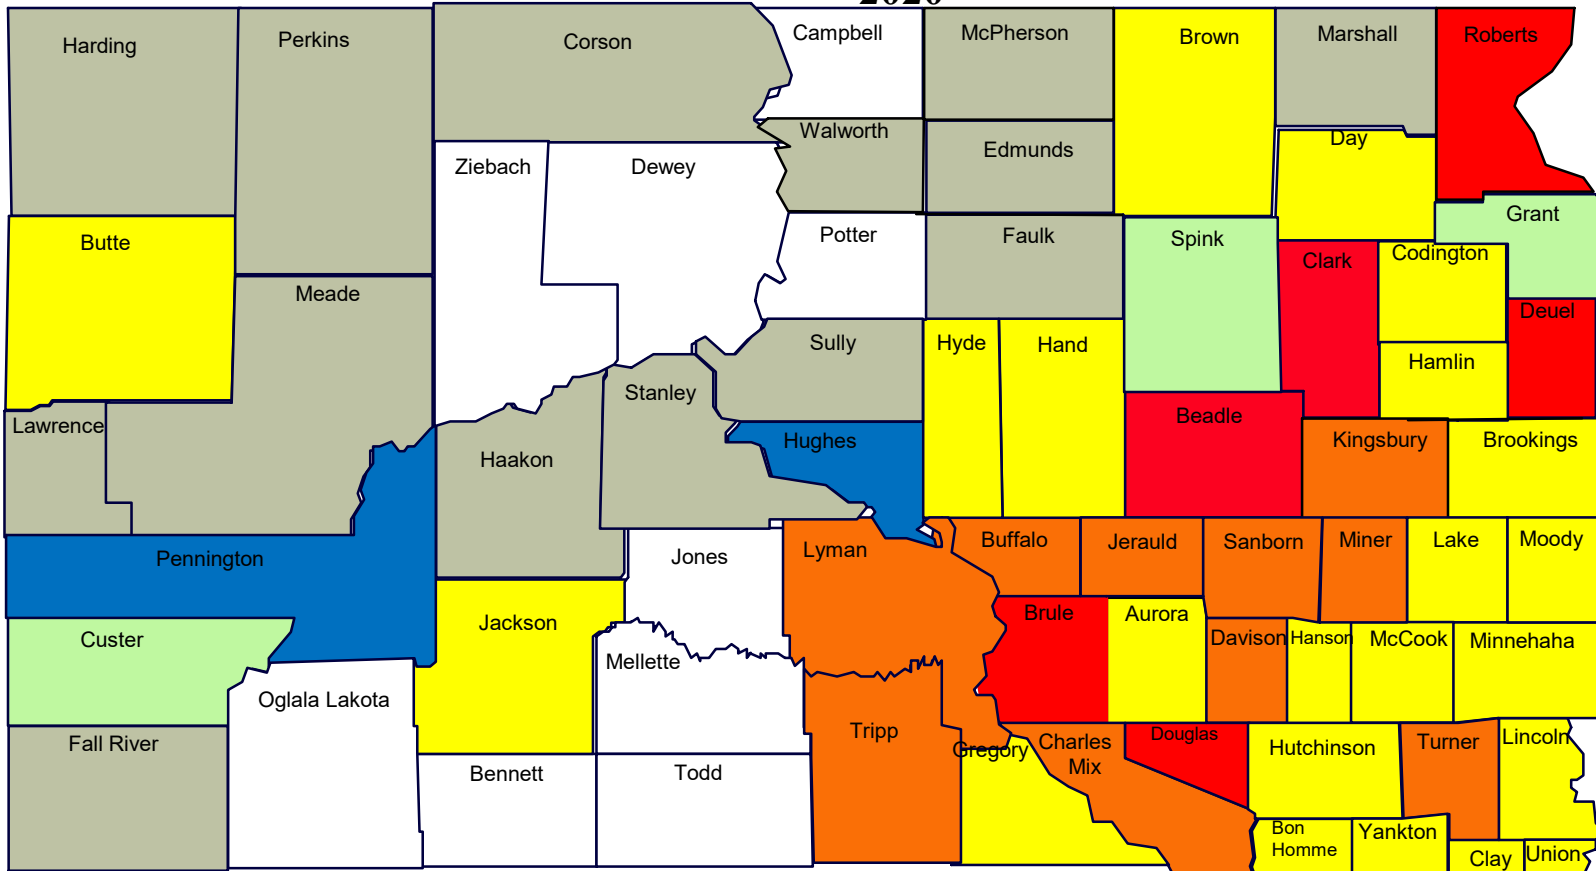 2020
Harding
Perkins
Corson
Campbell
McPherson
Brown
Marshall
Roberts
Walworth
Edmunds
Day
Ziebach
Dewey
Grant
Butte
Potter
Faulk
Spink
Clark
Codington
Meade
Deuel
Sully
Hyde
Hand
Hamlin
Stanley
Lawrence
Beadle
Haakon
Hughes
Kingsbury
Brookings
Pennington
Jones
Lyman
Buffalo
Jerauld
Sanborn
Miner
Lake
Moody
Custer
Jackson
Brule
Aurora
Davison
Hanson
McCook
Minnehaha
Mellette
Oglala Lakota
Fall River
Tripp
Gregory
Charles
Mix
Douglas
Hutchinson
Turner
Lincoln
Bennett
Todd
Bon
Homme
Yankton
Clay
Union